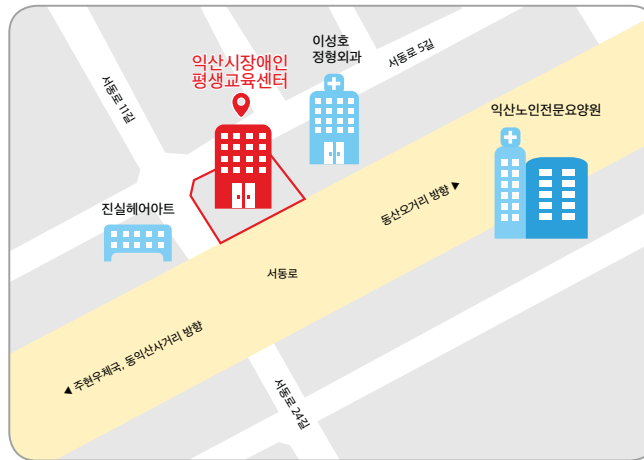 이성호
정형외과
서동로 5길
익산시장애인
평생교육센터
서동로 11길
익산노인전문요양원
동산오거리 방향 ▲
진실헤어아트
서동로
◀ 주현우체국, 동익산사거리 방향
서동로 24길